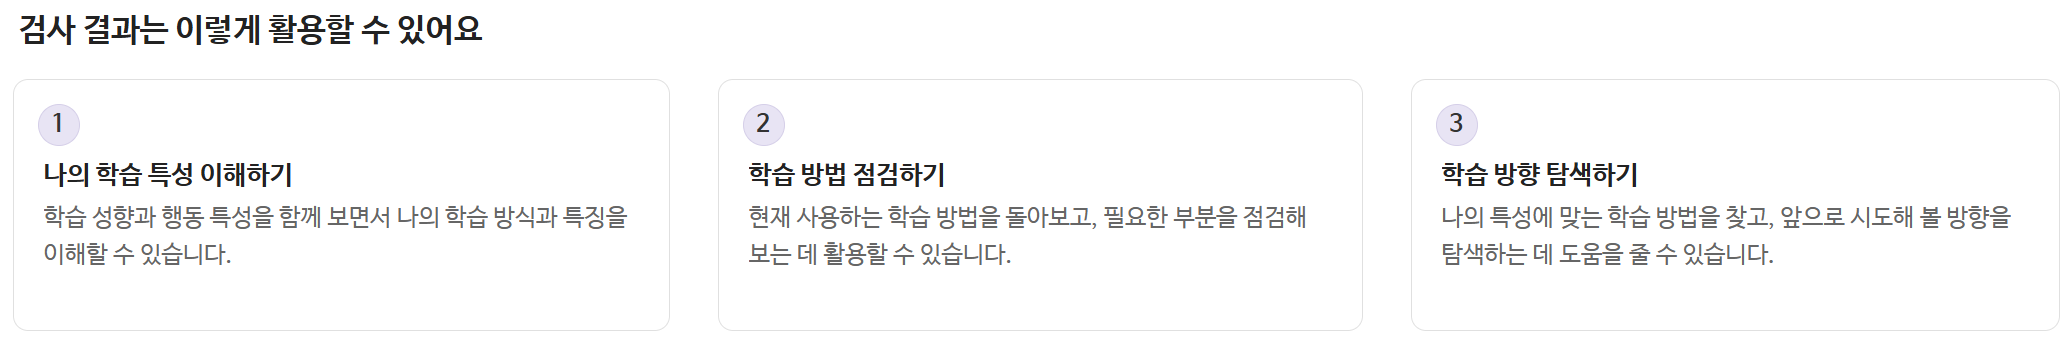 검사 결과는 이렇게 활용할 수 있어요
1
나의 학습 특성 이해하기
학습 성향과 행동 특성을 함께 보면서 나의 학습 방식과 특징을
이해할 수 있습니다.
2
학습 방법 점검하기
현재 사용하는 학습 방법을 돌아보고, 필요한 부분을 점검해
보는 데 활용할 수 있습니다.
3
학습 방향 탐색하기
나의 특성에 맞는 학습 방법을 찾고, 앞으로 시도해 볼 방향을
탐색하는 데 도움을 줄 수 있습니다.